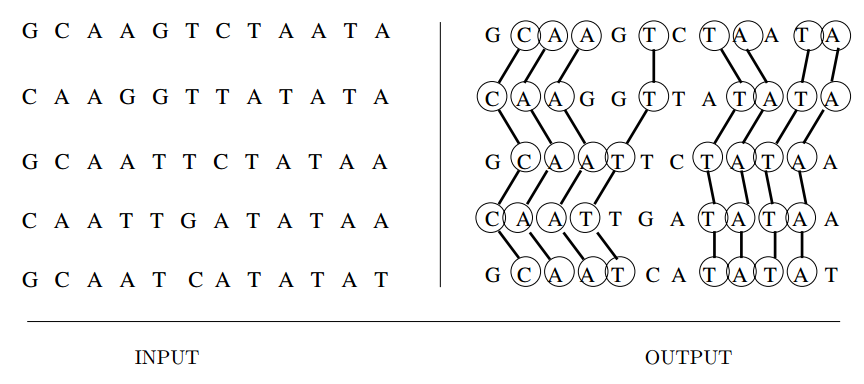 G C A A G T C T A A T A G C A A G T C T A A T A
C A A G G T T A T A T A C A A G G T T A T A T A
G C A A T T C T A T A A G C A A T T C T A T A A
C A A T T G A T A T A A C A A T T G A T A T A A
G C A A T C A T A T A T G C A A T C A T A T A T
INPUT OUTPUT